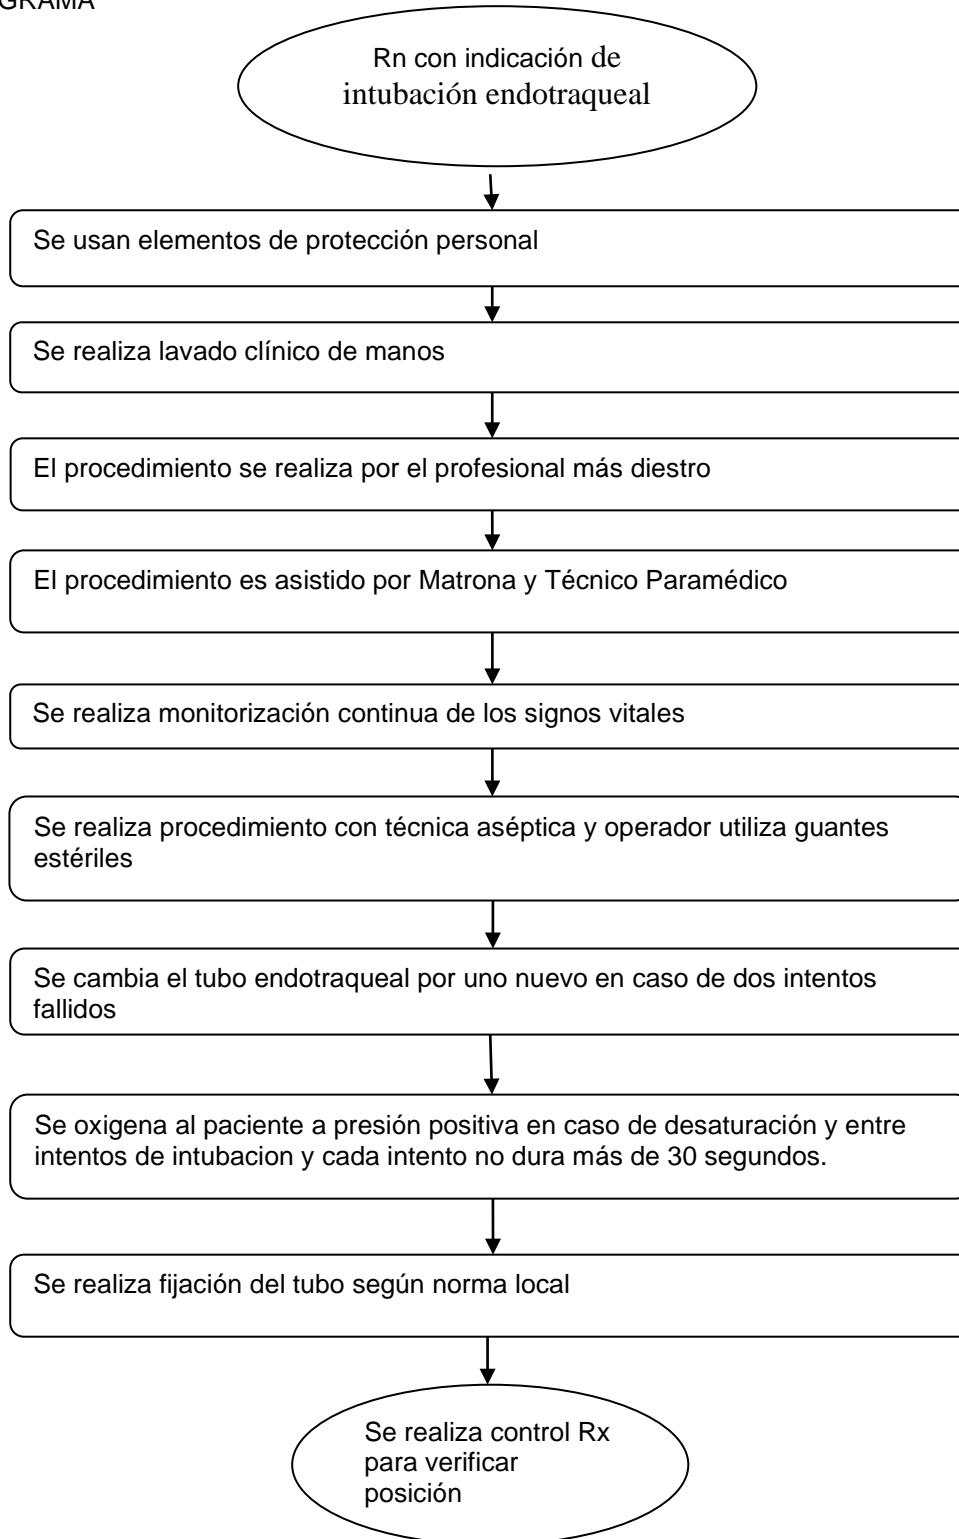 GRAMA
Rn con indicación de
intubación endotraqueal
Se usan elementos de protección personal
Se realiza lavado clínico de manos
El procedimiento se realiza por el profesional más diestro
El procedimiento es asistido por Matrona y Técnico Paramédico
Se realiza monitorización continua de los signos vitales
Se realiza procedimiento con técnica aséptica y operador utiliza guantes
estériles
Se cambia el tubo endotraqueal por uno nuevo en caso de dos intentos
fallidos
Se oxigena al paciente a presión positiva en caso de desaturación y entre
intentos de intubacion y cada intento no dura más de 30 segundos.
Se realiza fijación del tubo según norma local
Se realiza control Rx
para verificar
posición